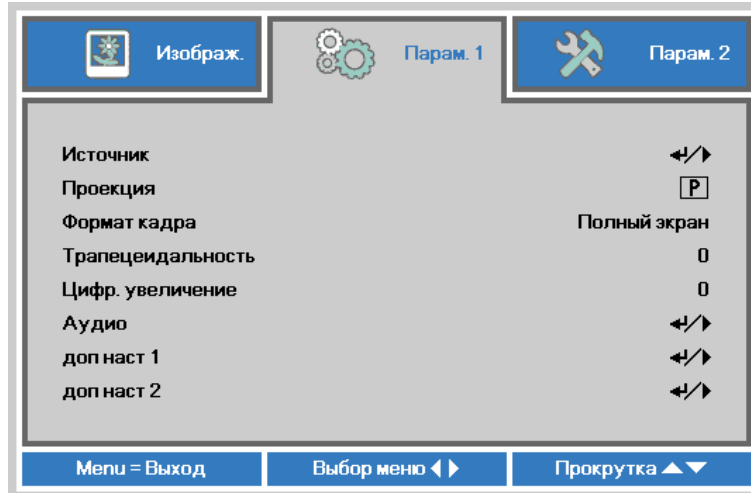 Изображ. Парам. 1 Парам. 2
Источник
Проекция P
Формат кадра Полный экран
Трапецеидальность 0
Цифр. увеличение 0
Аудио
доп наст 1
доп наст 2
Menu = Выход Выбор меню Прокрутка